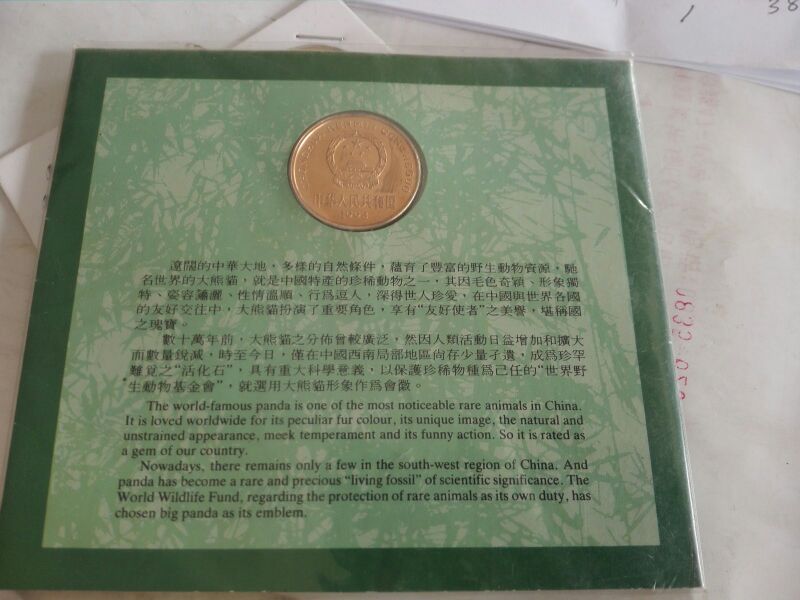 中华人民共和国
1993
遼闊的中華大地，多樣的自然條件，蘊育了豐富的野生動物資源，馳
名世界的大熊貓，就是中國特產的珍稀動物之一，其因毛色奇穎、形象獨
特、姿容瀟灑、性情溫順、行爲逗人，深得世人珍愛，在中國與世界各國
的友好交往中，大熊貓扮演了重要角色，享有“友好使者”之美譽，堪稱國
之瑰寶。
數十萬年前，大熊貓之分佈曾較廣泛，然因人類活動日益增加和擴大
而數量銳減，時至今日，僅在中國西南局部地區尚存少量孑遺，成爲珍罕
難覓之“活化石”，具有重大科學意義，以保護珍稀物種爲己任的“世界野
生動物基金會”，就選用大熊貓形象作爲會徽。
The world-famous panda is one of the most noticeable rare animals in China.
It is loved worldwide for its peculiar fur colour, its unique image, the natural and
unstrained appearance, meek temperament and its funny action. So it is rated as
a gem of our country.
Nowadays, there remains only a few in the south-west region of China. And
panda has become a rare and precious “living fossil” of scientific significance. The
World Wildlife Fund, regarding the protection of rare animals as its own duty, has
chosen big panda as its emblem.